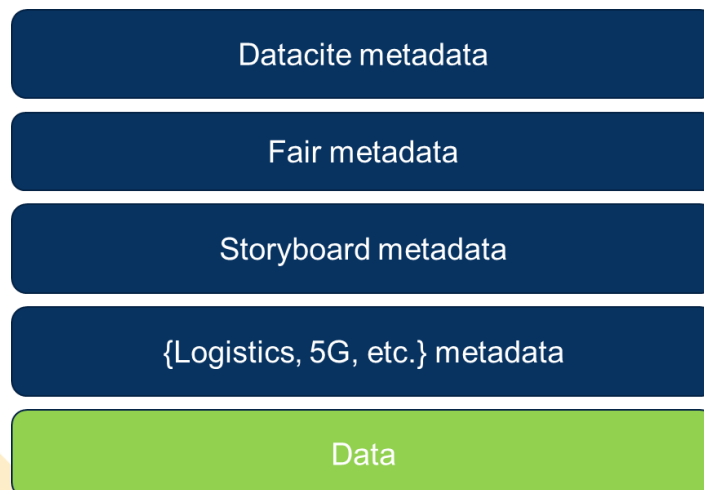 Datacite metadata
Fair metadata
Storyboard metadata
{Logistics, 5G, etc.} metadata
Data